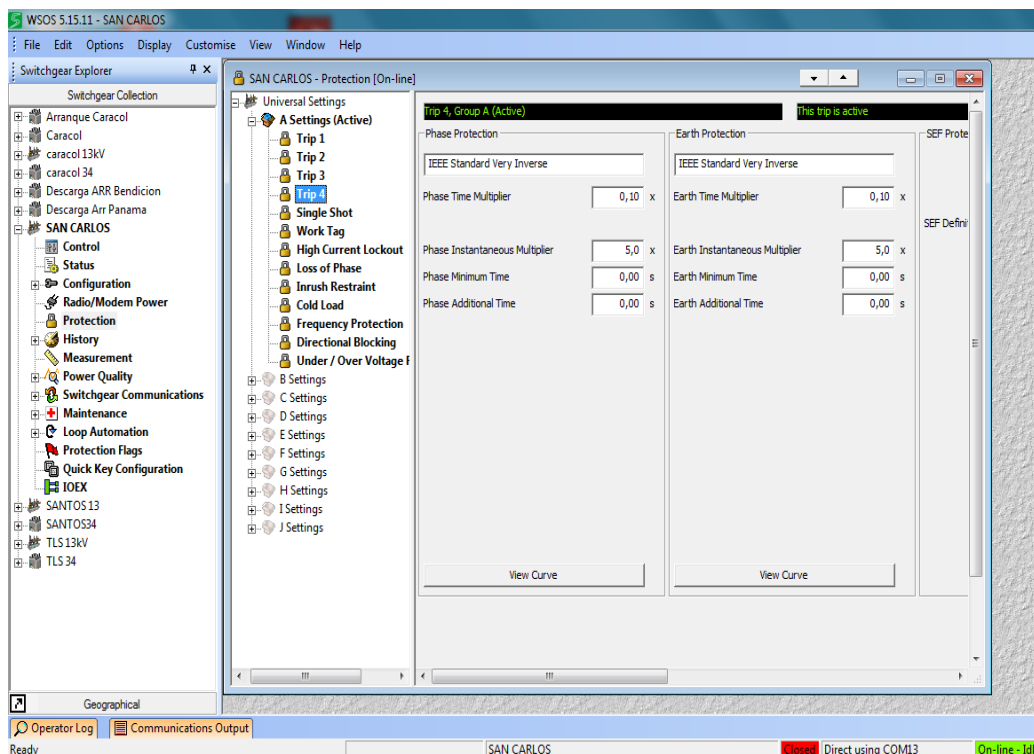 WSOS 5.15.11 - SAN CARLOS
File Edit Options Display Customise View Window Help
Switchgear Explorer
Switchgear Collection
Arranque Caracol
Caracol
caracol 13kV
caracol 34
Descarga ARR Bendicion
Descarga Arr Panama
SAN CARLOS
Control
Status
Configuration
Radio/Modem Power
Protection
History
Measurement
Power Quality
Switchgear Communications
Maintenance
Loop Automation
Protection Flags
Quick Key Configuration
IOEX
SANTOS 13
SANTOS34
TLS 13kV
TLS 34
Geographical
SAN CARLOS - Protection [On-line]
Universal Settings
A Settings (Active)
Trip 1
Trip 2
Trip 3
Trip 4
Single Shot
Work Tag
High Current Lockout
Loss of Phase
Inrush Restraint
Cold Load
Frequency Protection
Directional Blocking
Under / Over Voltage F
B Settings
C Settings
D Settings
E Settings
F Settings
G Settings
H Settings
I Settings
J Settings
Trip 4, Group A (Active) This trip is active
Phase Protection
IEEE Standard Very Inverse
Phase Time Multiplier 0,10 x
Phase Instantaneous Multiplier 5,0 x
Phase Minimum Time 0,00 s
Phase Additional Time 0,00 s
View Curve
Earth Protection
IEEE Standard Very Inverse
Earth Time Multiplier 0,10 x
Earth Instantaneous Multiplier 5,0 x
Earth Minimum Time 0,00 s
Earth Additional Time 0,00 s
View Curve
SEF Prote
SEF Defini
Operator Log Communications Output
Ready SAN CARLOS Closed Direct using COM13 On-line - Idl